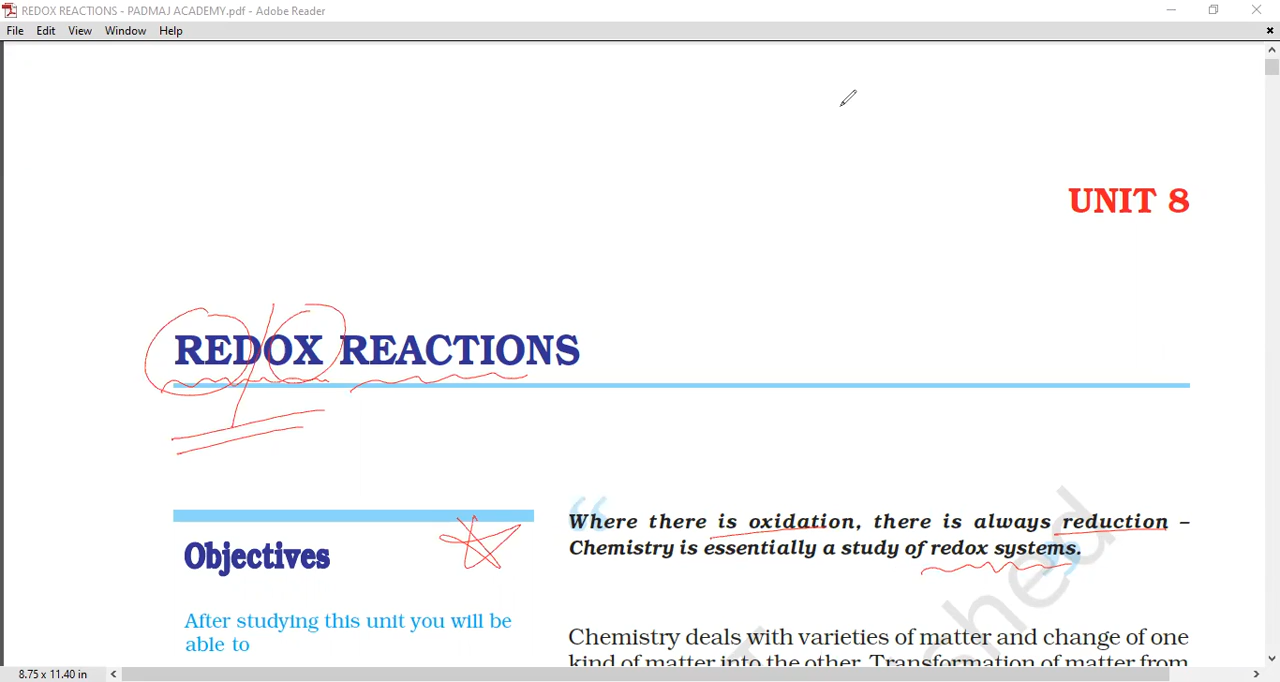 REDOX REACTIONS - PADMAJ ACADEMY.pdf - Adobe Reader
File Edit View Window Help
UNIT 8
REDOX REACTIONS
“
Where there is oxidation, there is always reduction –
Chemistry is essentially a study of redox systems.
”
Objectives
After studying this unit you will be
able to
Chemistry deals with varieties of matter and change of one
kind of matter into the other. Transformation of matter from
shed
8.75 x 11.40 in